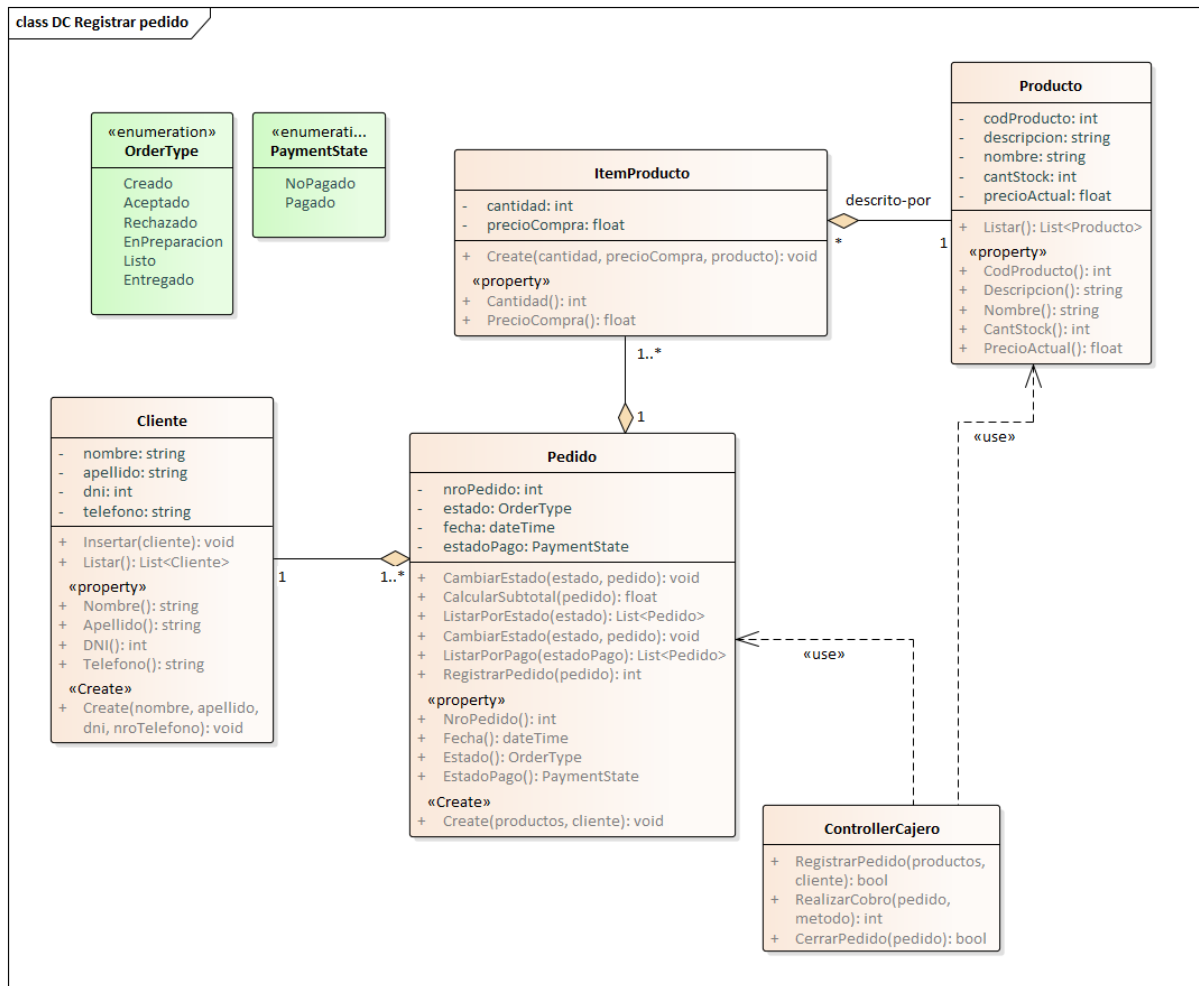 class DC Registrar pedido
«enumeration»
OrderType
Creado
Aceptado
Rechazado
EnPreparacion
Listo
Entregado
«enumerati...
PaymentState
NoPagado
Pagado
ItemProducto
- cantidad: int
- precioCompra: float
+ Create(cantidad, precioCompra, producto): void
«property»
+ Cantidad(): int
+ PrecioCompra(): float
descrito-por
*
1
Producto
- codProducto: int
- descripcion: string
- nombre: string
- cantStock: int
- precioActual: float
+ Listar(): List<Producto>
«property»
+ CodProducto(): int
+ Descripcion(): string
+ Nombre(): string
+ CantStock(): int
+ PrecioActual(): float
1..*
1
Cliente
- nombre: string
- apellido: string
- dni: int
- telefono: string
+ Insertar(cliente): void
+ Listar(): List<Cliente>
«property»
+ Nombre(): string
+ Apellido(): string
+ DNI(): int
+ Telefono(): string
«Create»
+ Create(nombre, apellido,
dni, nroTelefono): void
1
1..*
Pedido
- nroPedido: int
- estado: OrderType
- fecha: dateTime
- estadoPago: PaymentState
+ CambiarEstado(estado, pedido): void
+ CalcularSubtotal(pedido): float
+ ListarPorEstado(estado): List<Pedido>
+ CambiarEstado(estado, pedido): void
+ ListarPorPago(estadoPago): List<Pedido>
+ RegistrarPedido(pedido): int
«property»
+ NroPedido(): int
+ Fecha(): dateTime
+ Estado(): OrderType
+ EstadoPago(): PaymentState
«Create»
+ Create(productos, cliente): void
«use»
«use»
ControllerCajero
+ RegistrarPedido(productos,
cliente): bool
+ RealizarCobro(pedido,
metodo): int
+ CerrarPedido(pedido): bool